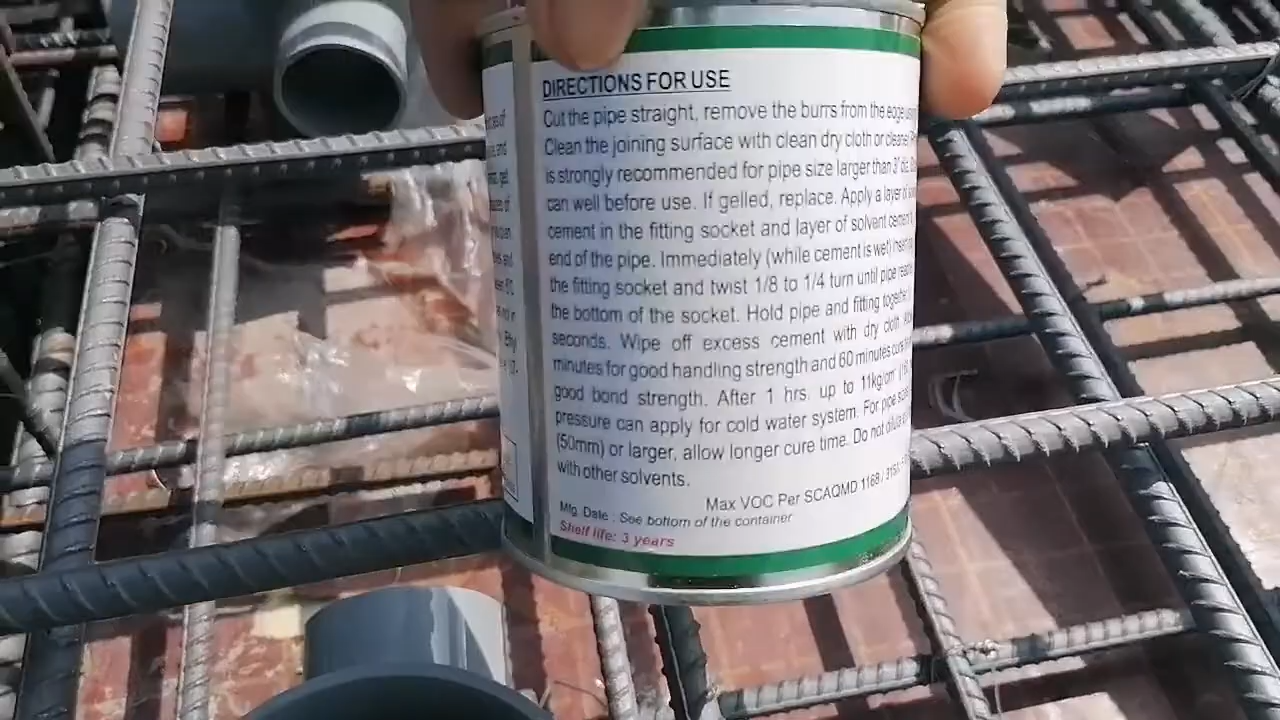 DIRECTIONS FOR USE
Cut the pipe straight, remove the burrs from the edge
Clean the joining surface with clean dry cloth or cleaner
is strongly recommended for pipe size larger than 3"
can well before use. If gelled, replace. Apply a layer of
cement in the fitting socket and layer of solvent cement
end of the pipe. Immediately (while cement is wet)
the fitting socket and twist 1/8 to 1/4 turn until pipe
the bottom of the socket. Hold pipe and fitting
seconds. Wipe off excess cement with dry cloth.
minutes for good handling strength and 60 minutes
good bond strength. After 1 hrs. up to 11kg/cm²
pressure can apply for cold water system. For pipe
(50mm) or larger, allow longer cure time. Do not dilute
with other solvents.
Max VOC Per SCAQMD 1168 /
Mfg. Date : See bottom of the container
Shelf life: 3 years